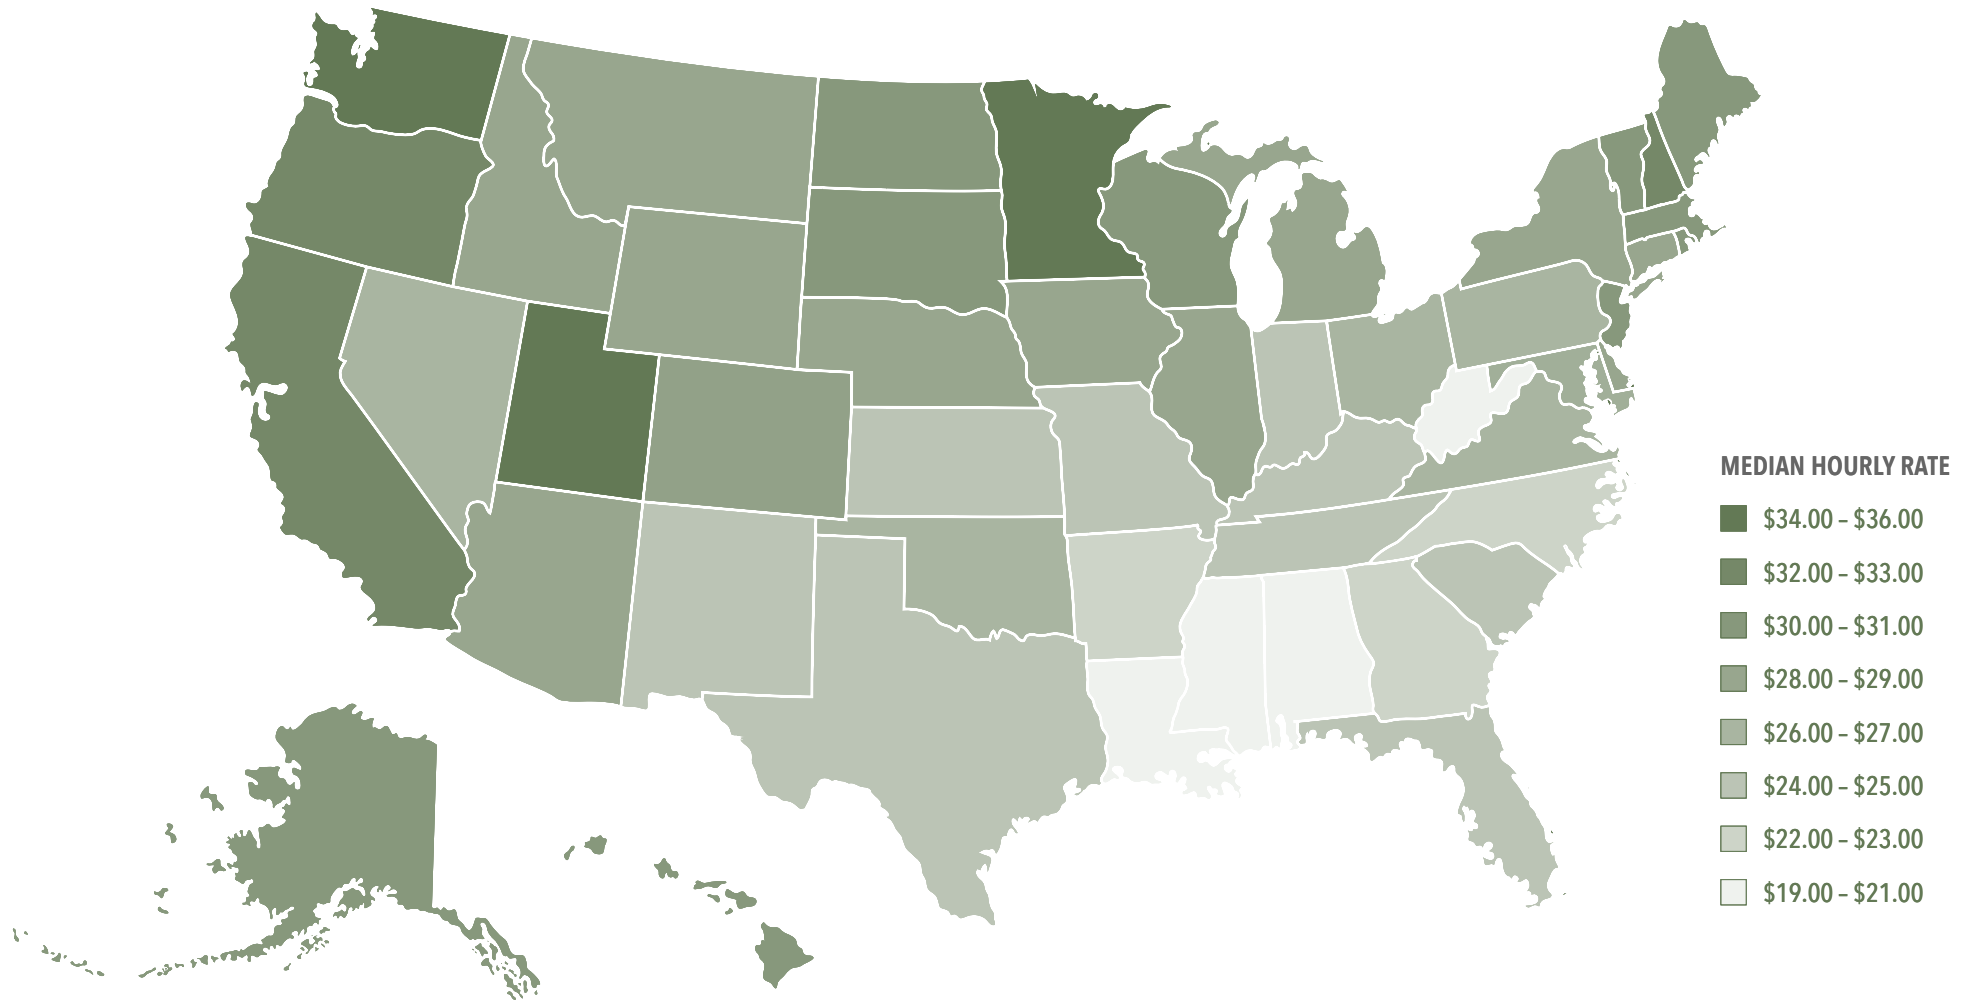 MEDIAN HOURLY RATE
$34.00 – $36.00
$32.00 – $33.00
$30.00 – $31.00
$28.00 – $29.00
$26.00 – $27.00
$24.00 – $25.00
$22.00 – $23.00
$19.00 – $21.00